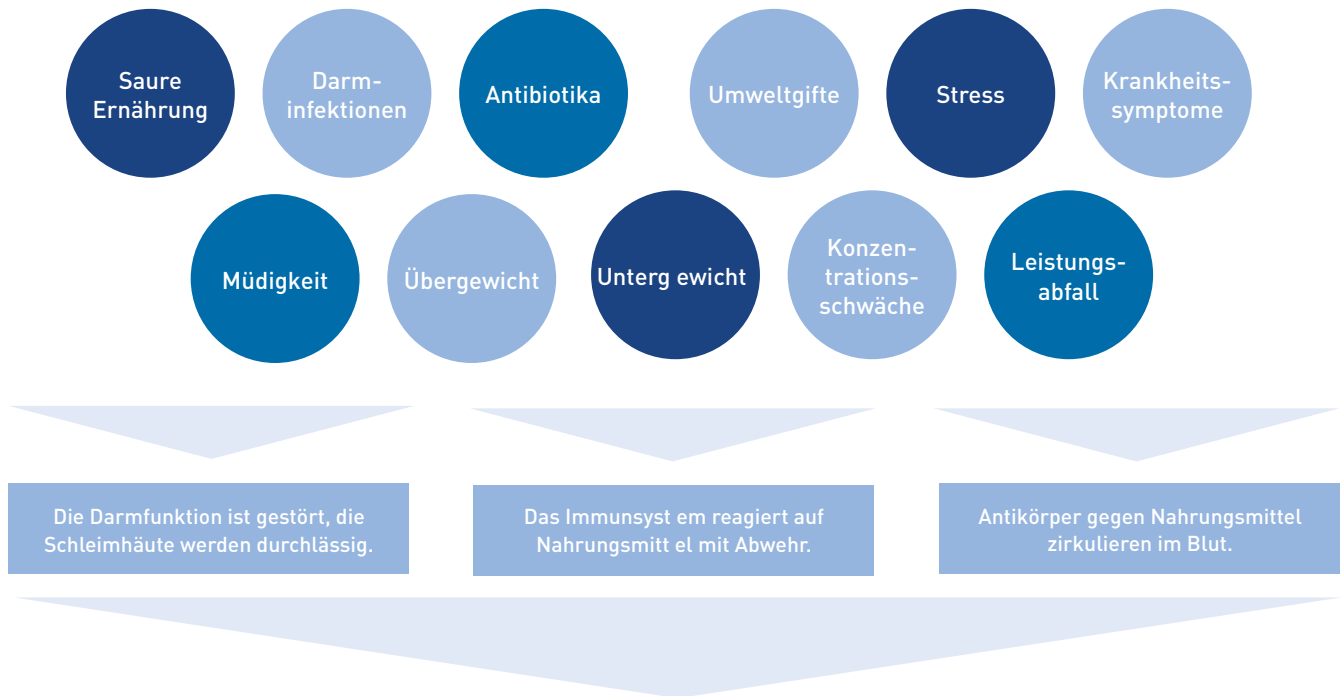 Saure
Ernährung
Darm-
infektionen
Antibiotika
Umweltgifte
Stress
Krankheits-
symptome
Müdigkeit
Übergewicht
Unterg ewicht
Konzen-
trations-
schwäche
Leistungs-
abfall
Die Darmfunktion ist gestört, die
Schleimhäute werden durchlässig.
Das Immunsyst em reagiert auf
Nahrungsmitt el mit Abwehr.
Antikörper gegen Nahrungsmittel
zirkulieren im Blut.